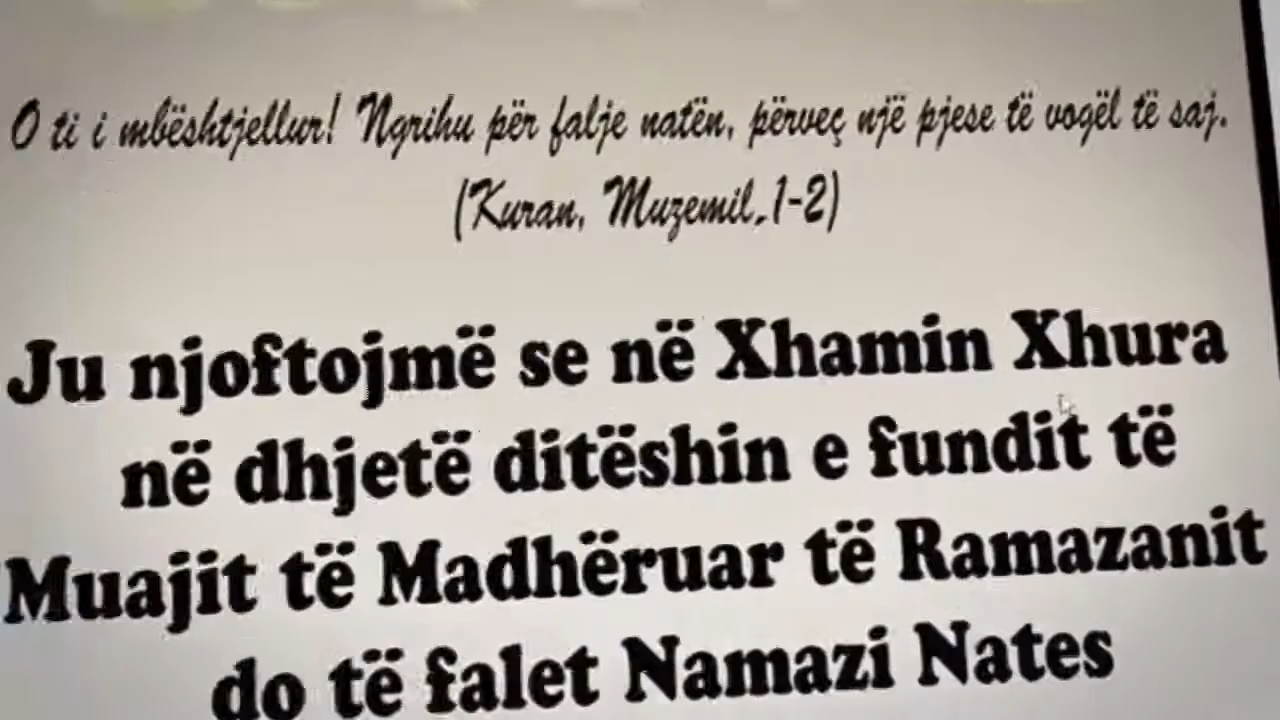 O ti i mbështjellur! Ngrihu për falje natën, përveç një pjese të vogël të saj.
(Kuran, Muzemil,1-2)
Ju njoftojmë se në Xhamin Xhura
në dhjetë ditëshin e fundit të
Muajit të Madhëruar të Ramazanit
do të falet Namazi Nates